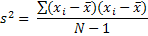 s² = ∑(xᵢ − x̄)(xᵢ − x̄) / N − 1